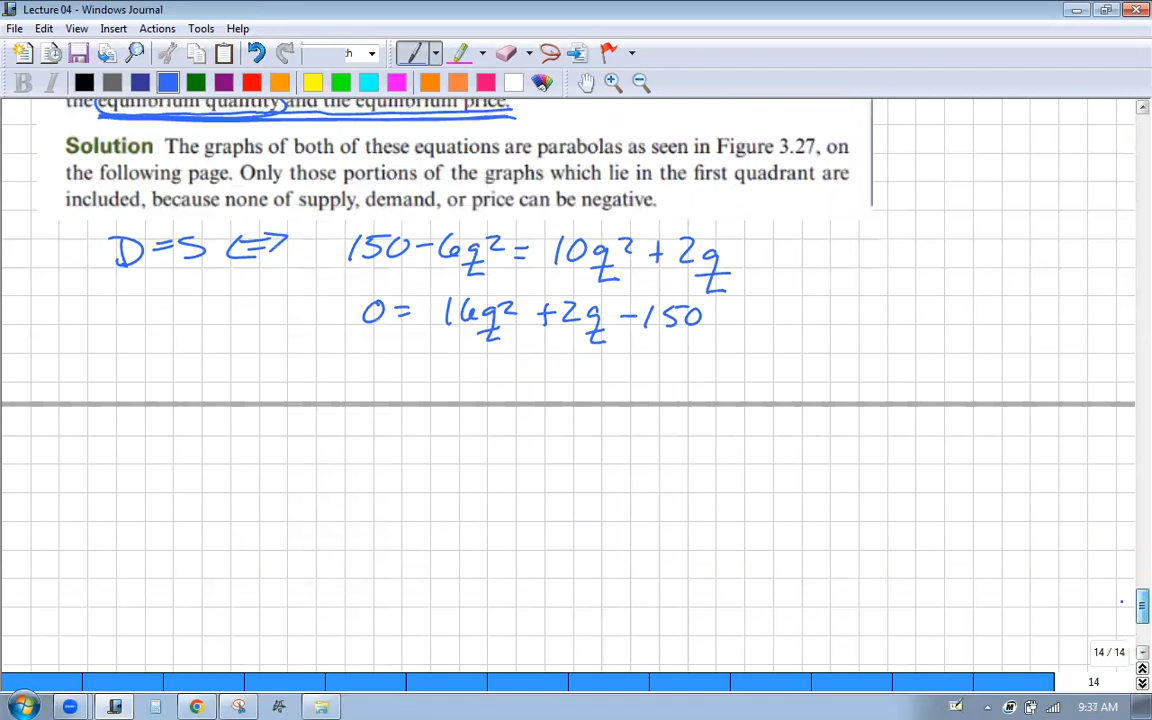 Lecture 04 - Windows Journal
File Edit View Insert Actions Tools Help
h
B I
the equilibrium quantity and the equilibrium price.
Solution The graphs of both of these equations are parabolas as seen in Figure 3.27, on
the following page. Only those portions of the graphs which lie in the first quadrant are
included, because none of supply, demand, or price can be negative.
D = S ⟺ 150 - 6q² = 10q² + 2q
0 = 16q² + 2q - 150
14 / 14
14
9:37 AM